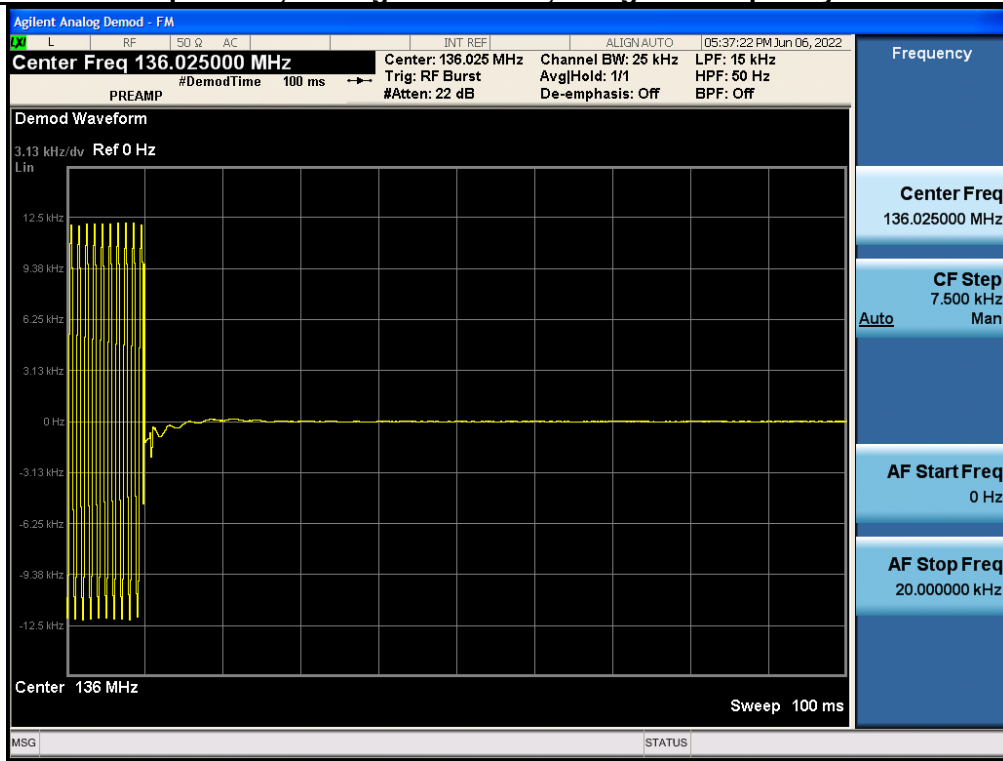 Agilent Analog Demod - FM
LXI L RF 50 Ω AC INT REF ALIGN AUTO 05:37:22 PM Jun 06, 2022
Center Freq 136.025000 MHz
#DemodTime 100 ms
PREAMP
Center: 136.025 MHz
Trig: RF Burst
#Atten: 22 dB
Channel BW: 25 kHz
Avg|Hold: 1/1
De-emphasis: Off
LPF: 15 kHz
HPF: 50 Hz
BPF: Off
Demod Waveform
3.13 kHz/dv Ref 0 Hz
Lin
12.5 kHz
9.38 kHz
6.25 kHz
3.13 kHz
0 Hz
-3.13 kHz
-6.25 kHz
-9.38 kHz
-12.5 kHz
Center 136 MHz
Sweep 100 ms
MSG STATUS
Frequency
Center Freq
136.025000 MHz
CF Step
7.500 kHz
Auto Man
AF Start Freq
0 Hz
AF Stop Freq
20.000000 kHz